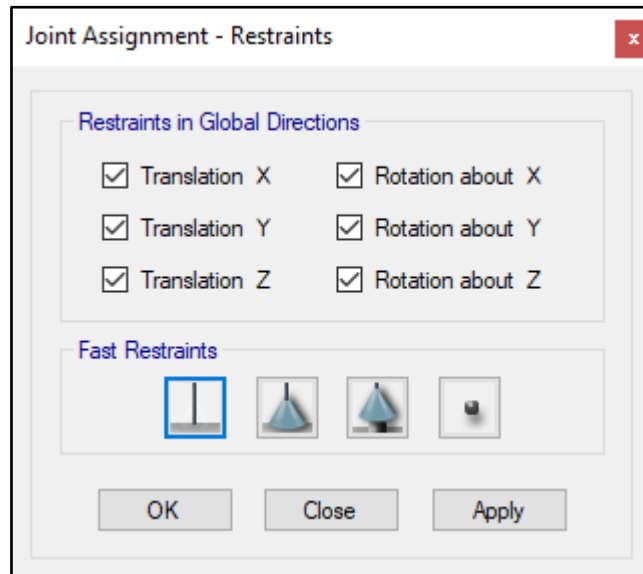 Joint Assignment - Restraints
x
Restraints in Global Directions
Translation X
Rotation about X
Translation Y
Rotation about Y
Translation Z
Rotation about Z
Fast Restraints
OK
Close
Apply